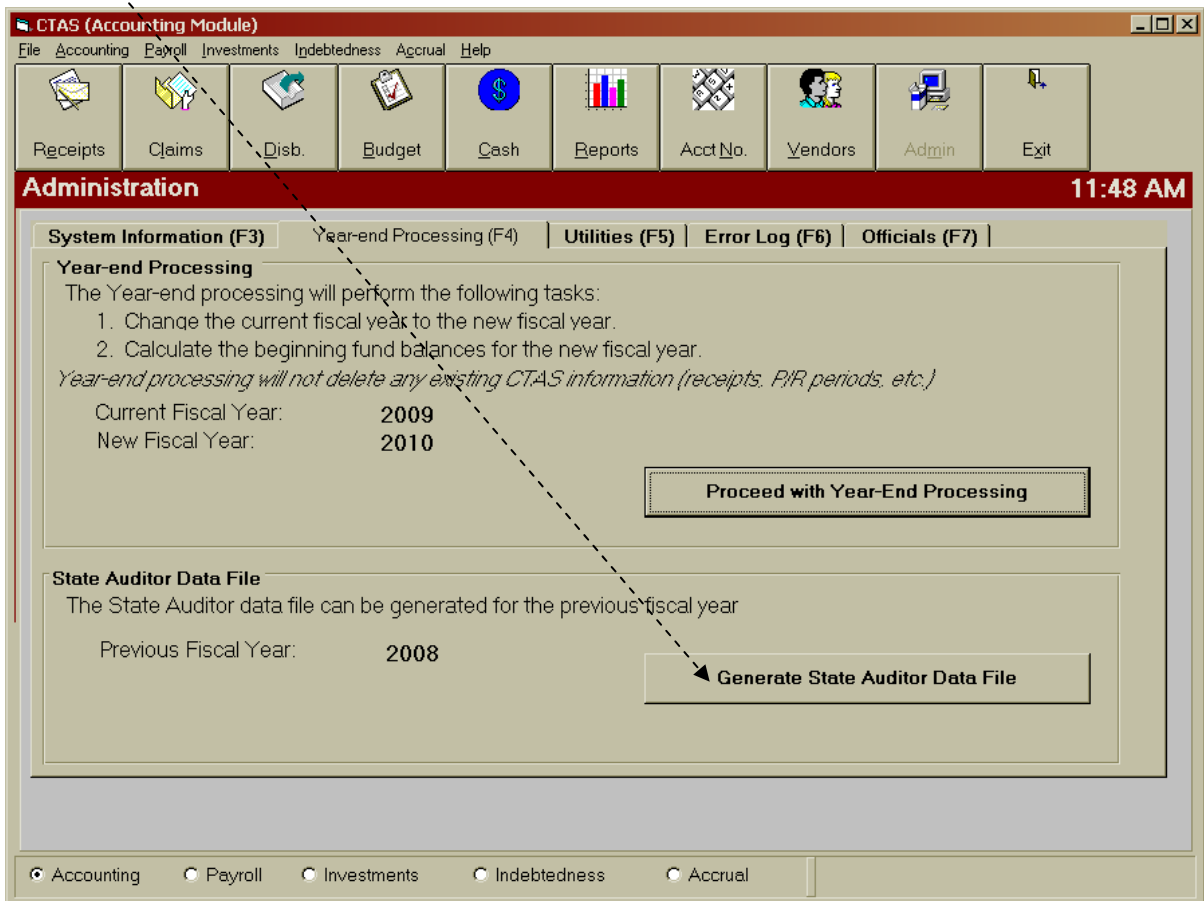 CTAS (Accounting Module)
File Accounting Payroll Investments Indebtedness Accrual Help
Receipts Claims Disb. Budget Cash Reports Acct No. Vendors Admin Exit
Administration 11:48 AM
System Information (F3) Year-end Processing (F4) Utilities (F5) Error Log (F6) Officials (F7)
Year-end Processing
The Year-end processing will perform the following tasks:
1. Change the current fiscal year to the new fiscal year.
2. Calculate the beginning fund balances for the new fiscal year.
Year-end processing will not delete any existing CTAS information (receipts, P/R periods, etc.)
Current Fiscal Year: 2009
New Fiscal Year: 2010
Proceed with Year-End Processing
State Auditor Data File
The State Auditor data file can be generated for the previous fiscal year
Previous Fiscal Year: 2008
Generate State Auditor Data File
Accounting Payroll Investments Indebtedness Accrual